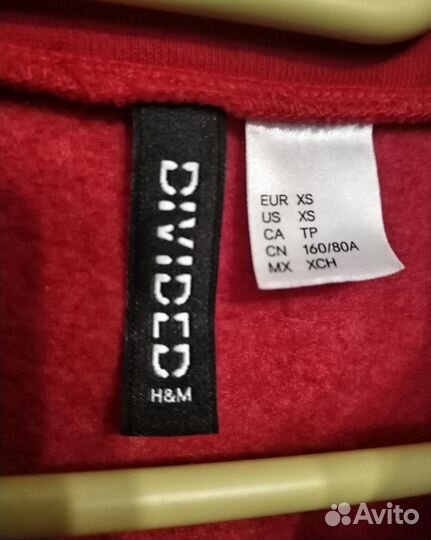 DIVIDED
H&M
EUR XS
US XS
CA TP
CN 160/80A
MX XCH
Avito